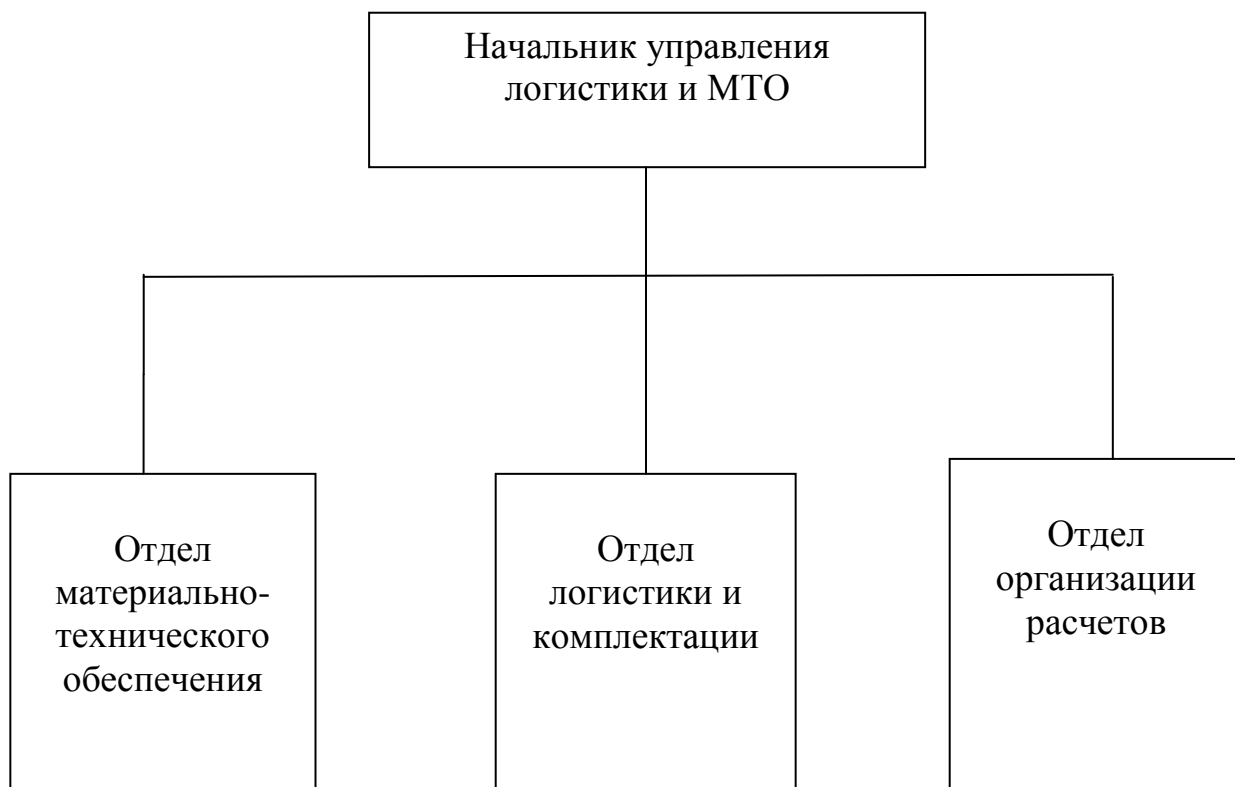 Начальник управления
логистики и МТО
Отдел
материально-
технического
обеспечения
Отдел
логистики и
комплектации
Отдел
организации
расчетов